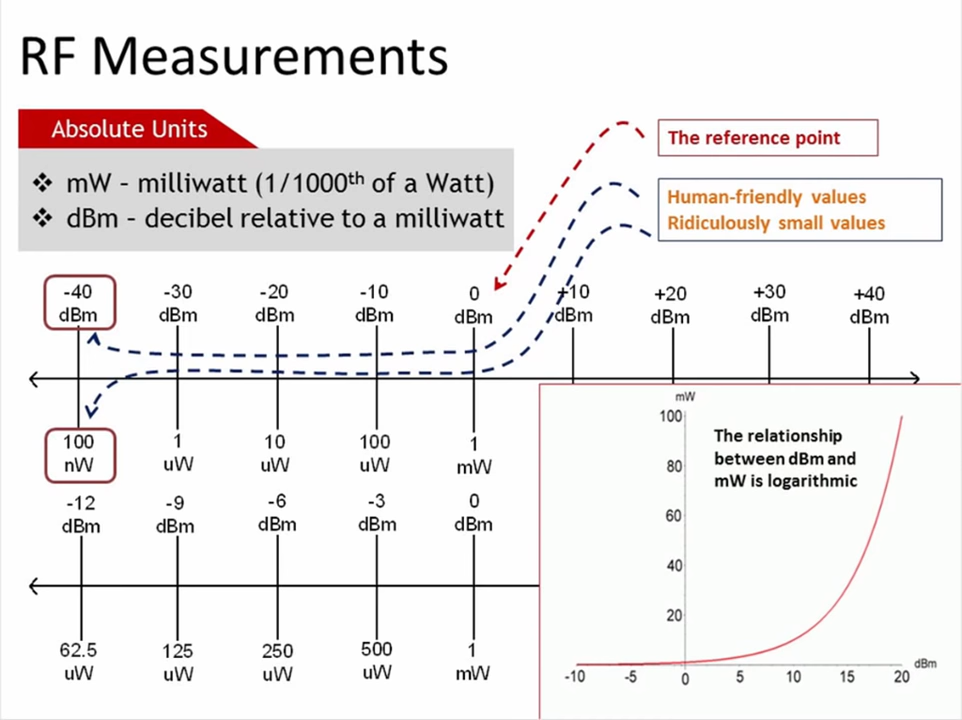 RF Measurements
Absolute Units
❖ mW – milliwatt (1/1000th of a Watt)
❖ dBm – decibel relative to a milliwatt
The reference point
Human-friendly values
Ridiculously small values
-40 -30 -20 -10 0 +10 +20 +30 +40
dBm dBm dBm dBm dBm dBm dBm dBm dBm
100 1 10 100 1
nW uW uW uW mW
-12 -9 -6 -3 0
dBm dBm dBm dBm dBm
62.5 125 250 500 1
uW uW uW uW mW
mW
100
The relationship
between dBm and
mW is logarithmic
80
60
40
20
dBm
-10 -5 0 5 10 15 20